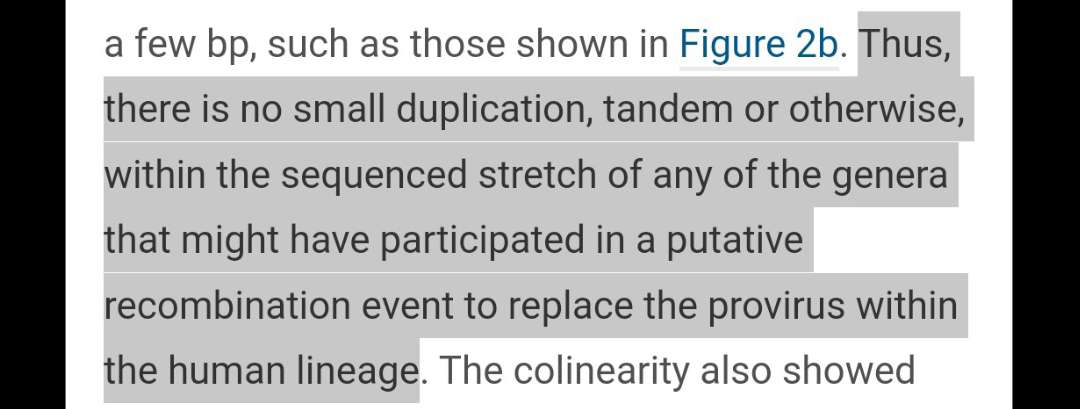 a few bp, such as those shown in Figure 2b. Thus,
there is no small duplication, tandem or otherwise,
within the sequenced stretch of any of the genera
that might have participated in a putative
recombination event to replace the provirus within
the human lineage. The colinearity also showed